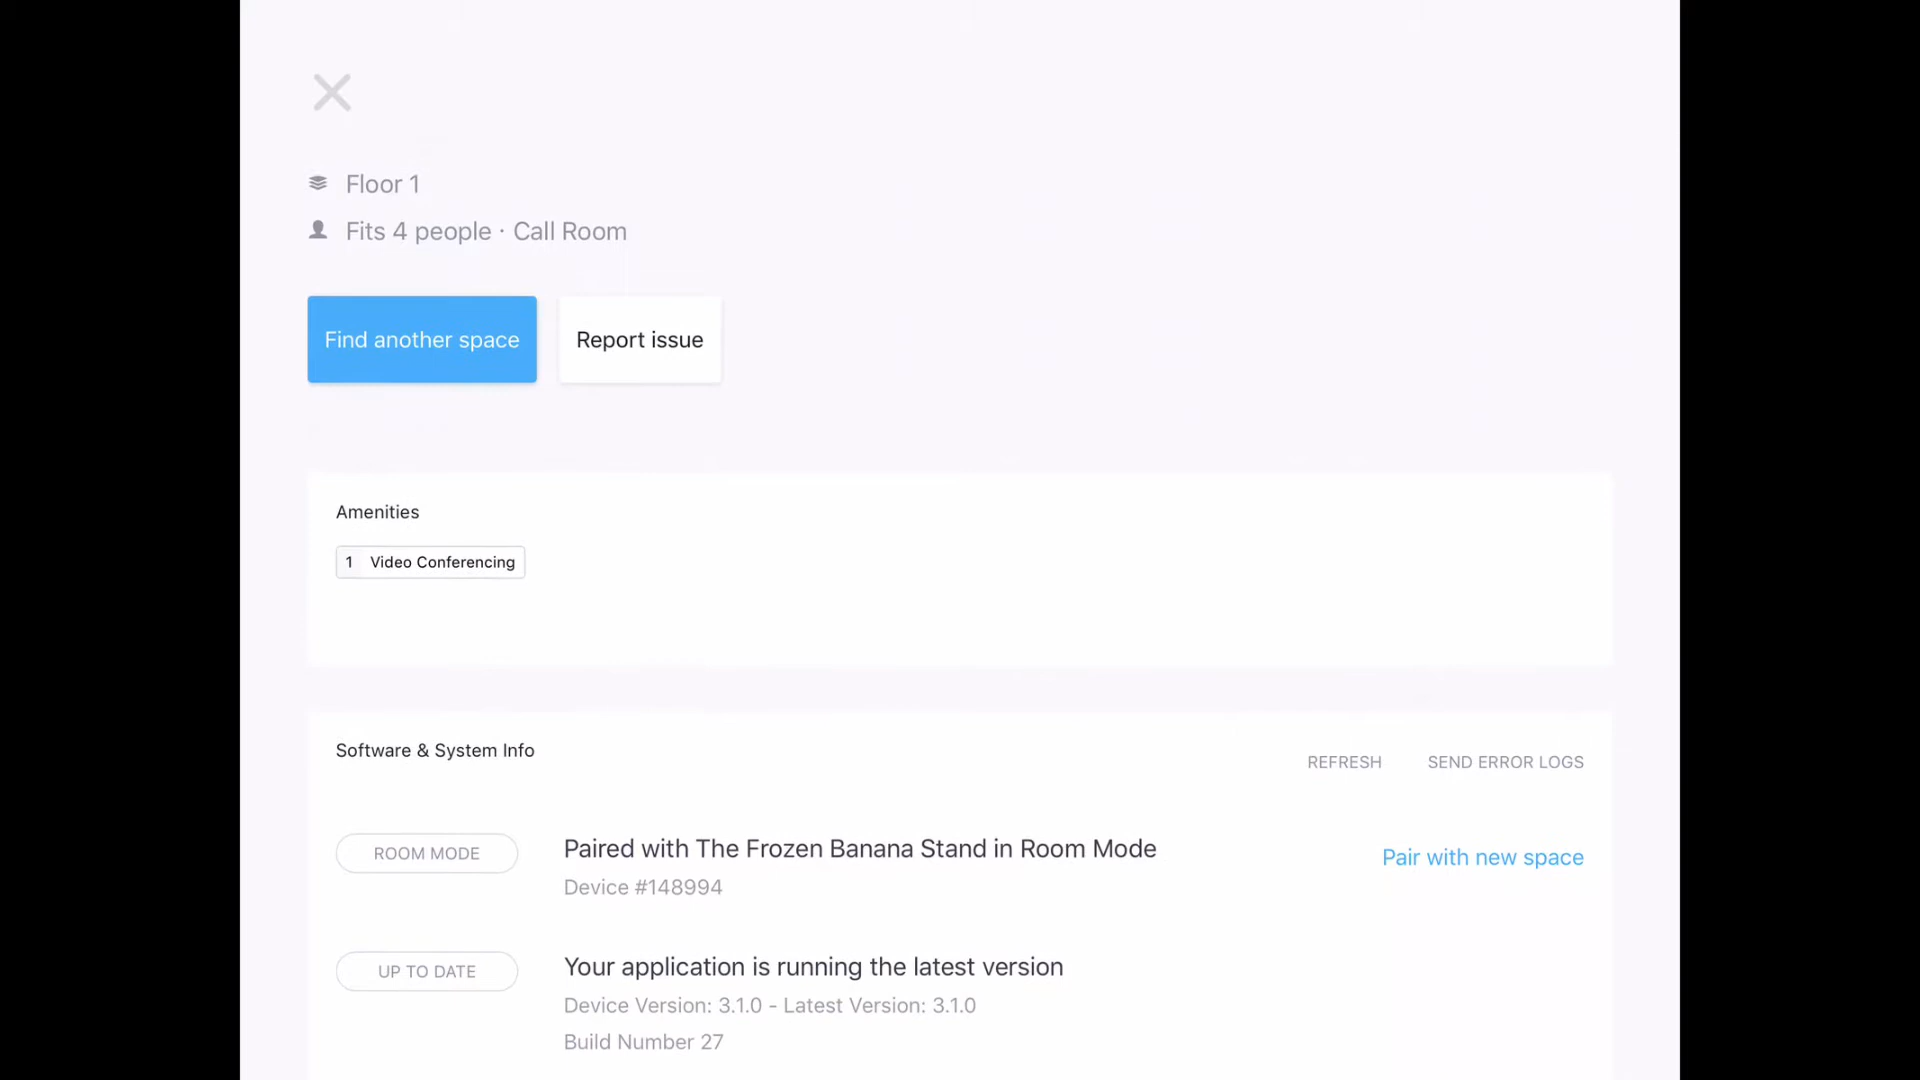 Floor 1
Fits 4 people · Call Room
Find another space
Report issue
Amenities
1 Video Conferencing
Software & System Info
REFRESH
SEND ERROR LOGS
ROOM MODE
Paired with The Frozen Banana Stand in Room Mode
Device #148994
Pair with new space
UP TO DATE
Your application is running the latest version
Device Version: 3.1.0 - Latest Version: 3.1.0
Build Number 27